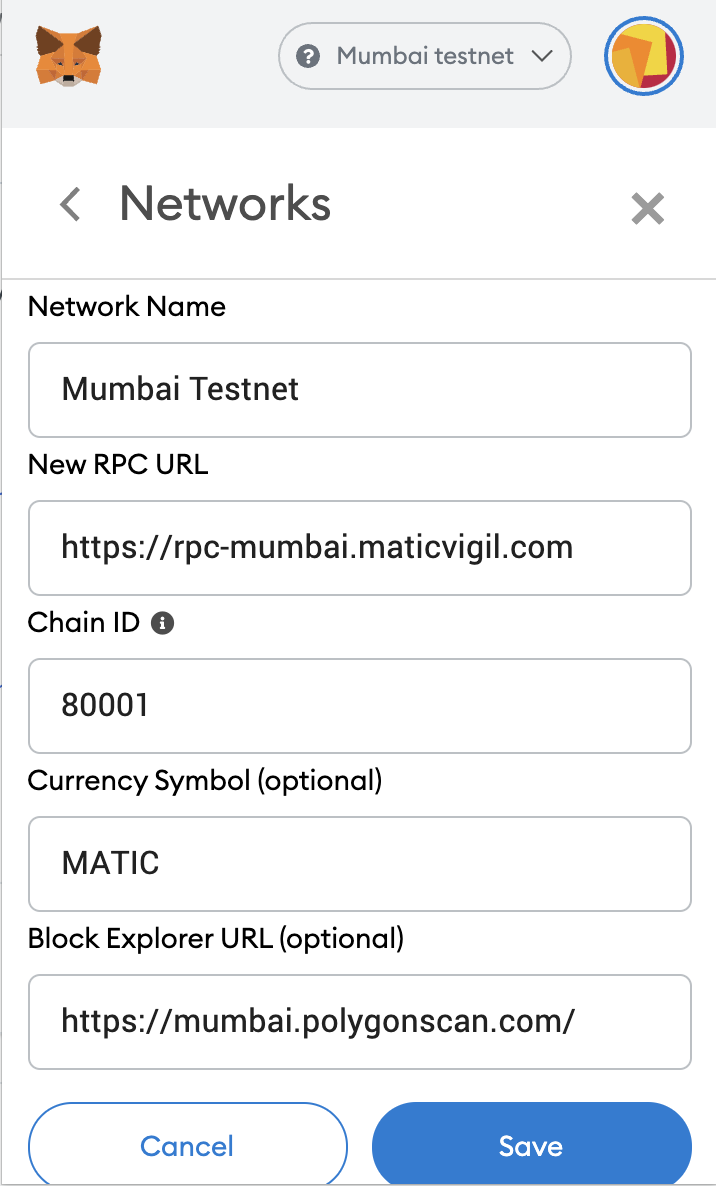 Mumbai testnet
Networks
Network Name
Mumbai Testnet
New RPC URL
https://rpc-mumbai.maticvigil.com
Chain ID
80001
Currency Symbol (optional)
MATIC
Block Explorer URL (optional)
https://mumbai.polygonscan.com/
Cancel
Save